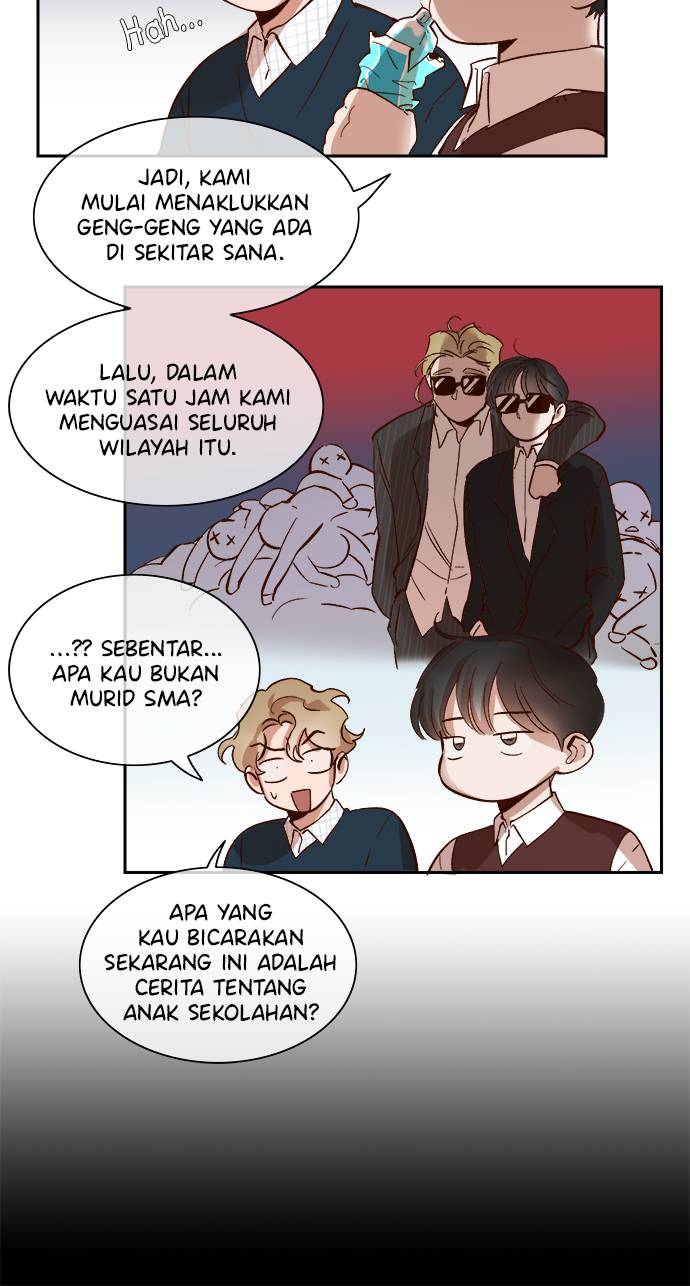 Hah...
JADI, KAMI
MULAI MENAKLUKKAN
GENG-GENG YANG ADA
DI SEKITAR SANA.
LALU, DALAM
WAKTU SATU JAM KAMI
MENGUASAI SELURUH
WILAYAH ITU.
...?? SEBENTAR...
APA KAU BUKAN
MURID SMA?
APA YANG
KAU BICARAKAN
SEKARANG INI ADALAH
CERITA TENTANG
ANAK SEKOLAHAN?